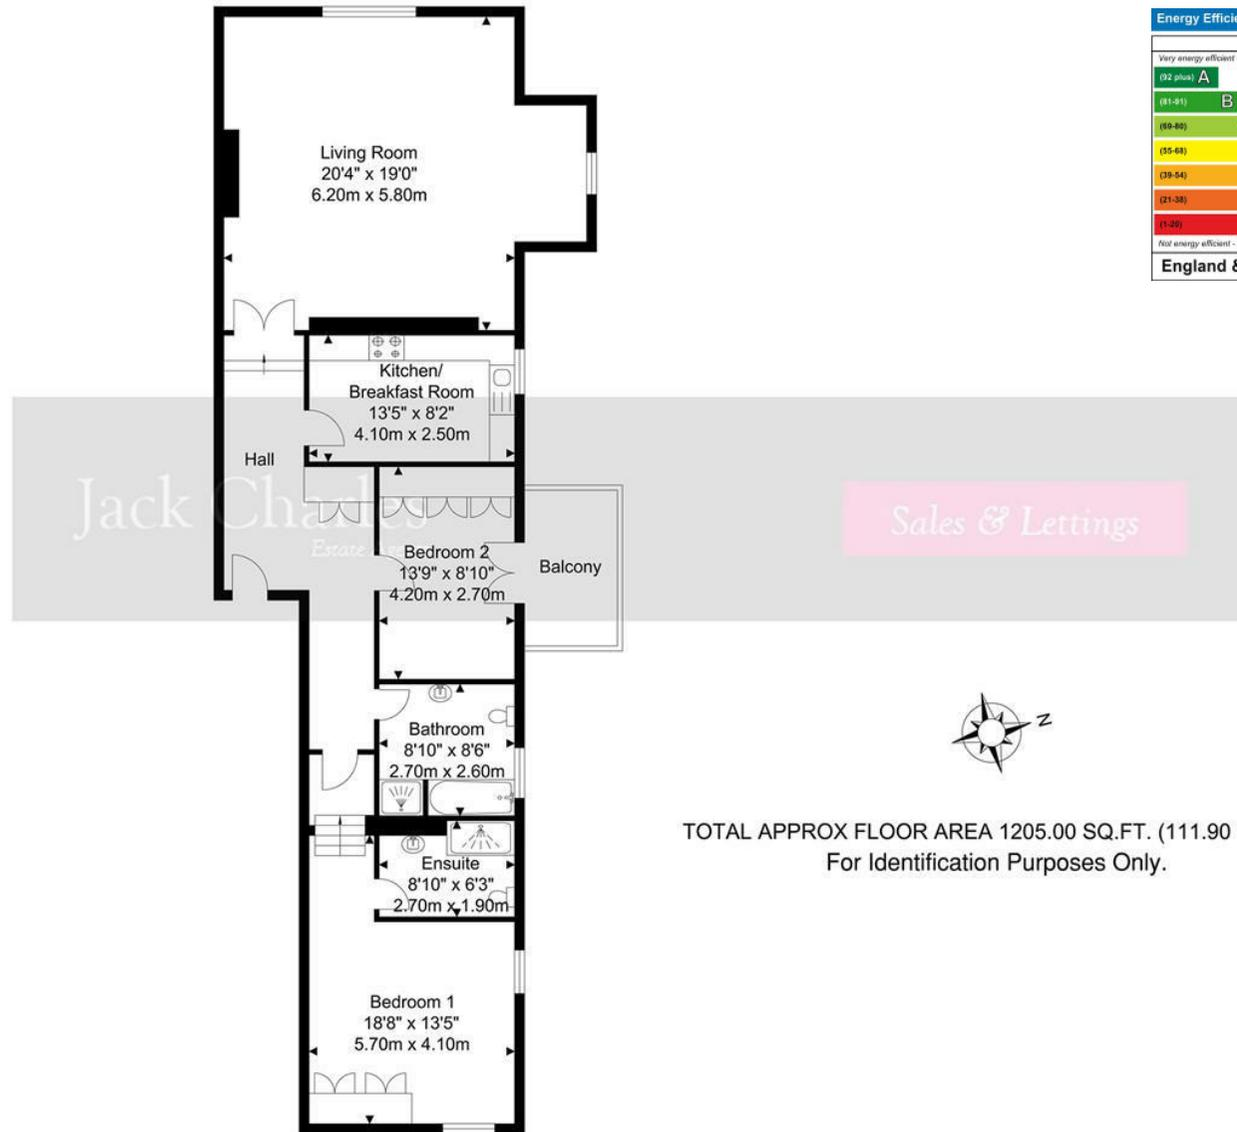 Energy Efficie
Very energy efficient
(92 plus) A
(81-91) B
(69-80)
(55-68)
(39-54)
(21-38)
(1-20)
Not energy efficient -
England &
Living Room
20'4" x 19'0"
6.20m x 5.80m
Kitchen/
Breakfast Room
13'5" x 8'2"
4.10m x 2.50m
Hall
Jack Charles
Estate Age
Sales & Lettings
Bedroom 2
13'9" x 8'10"
4.20m x 2.70m
Balcony
Bathroom
8'10" x 8'6"
2.70m x 2.60m
Ensuite
8'10" x 6'3"
2.70m x 1.90m
Bedroom 1
18'8" x 13'5"
5.70m x 4.10m
N
TOTAL APPROX FLOOR AREA 1205.00 SQ.FT. (111.90
For Identification Purposes Only.